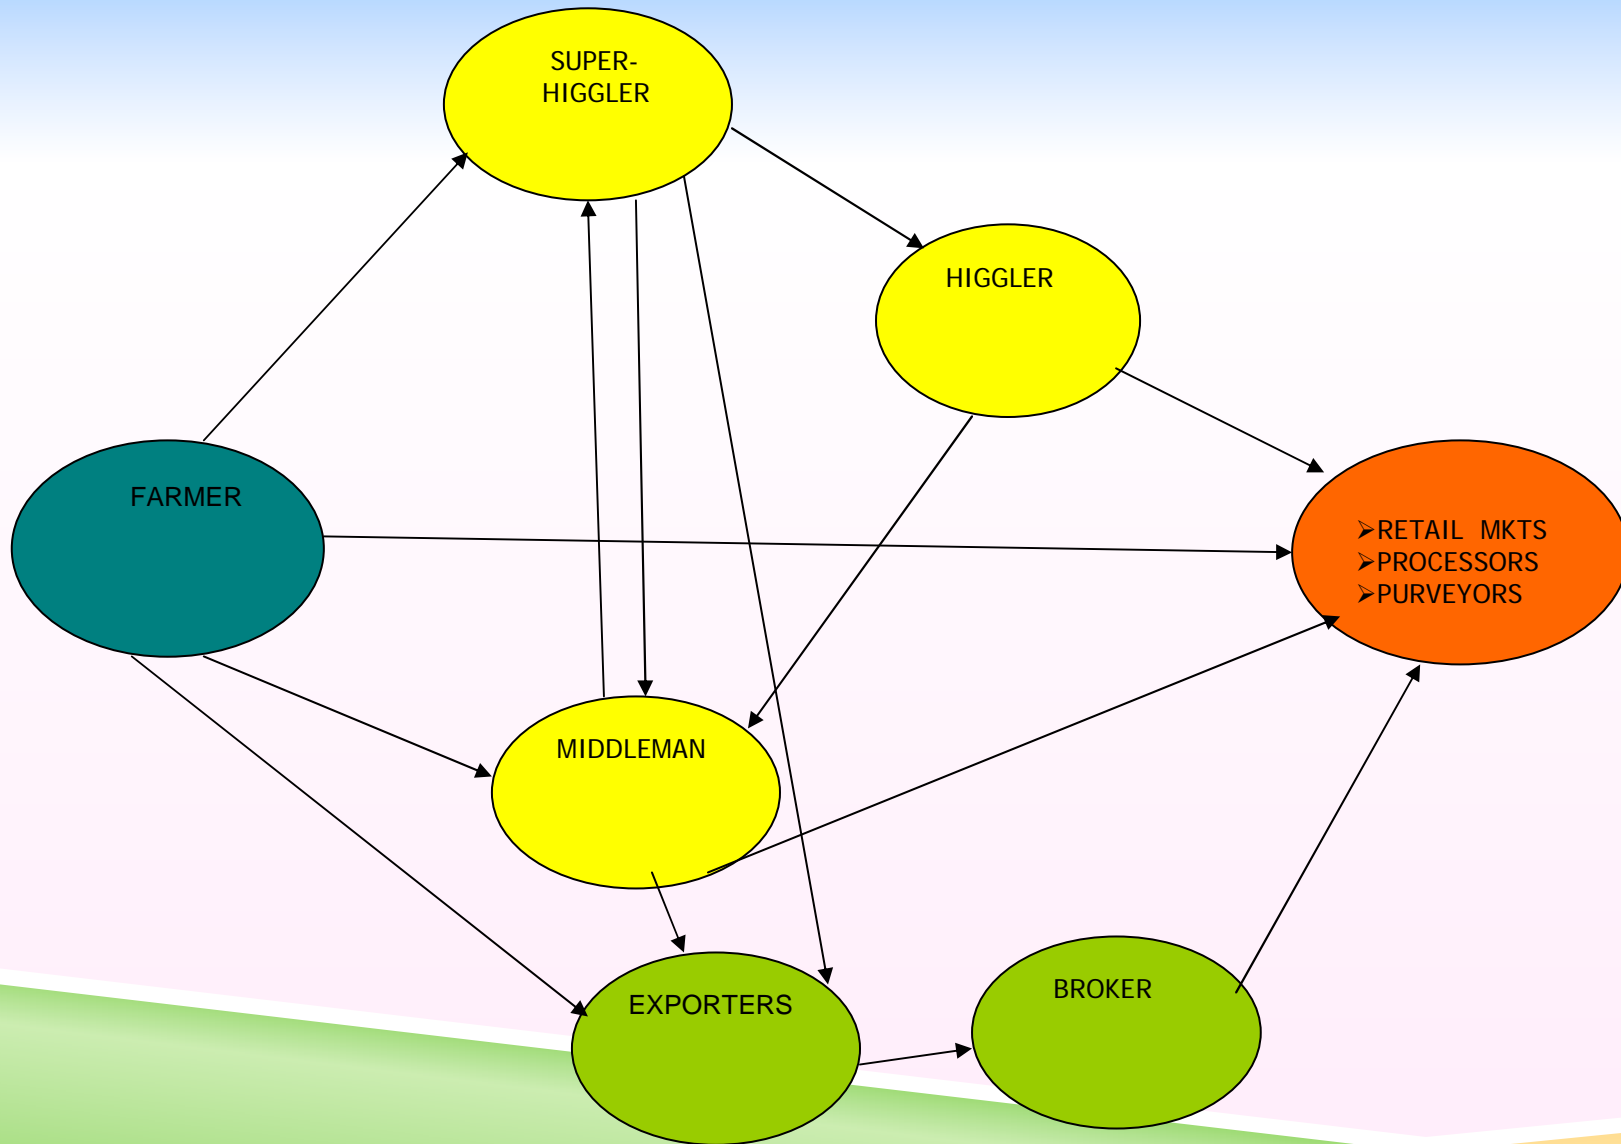 SUPER-
HIGGLER
HIGGLER
FARMER
➢RETAIL MKTS
➢PROCESSORS
➢PURVEYORS
MIDDLEMAN
BROKER
EXPORTERS